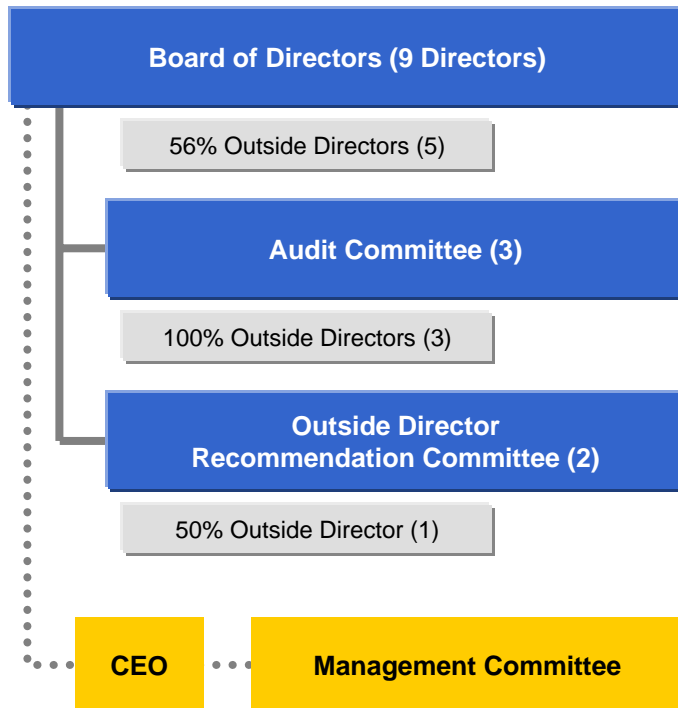 Board of Directors (9 Directors)
56% Outside Directors (5)
Audit Committee (3)
100% Outside Directors (3)
Outside Director
Recommendation Committee (2)
50% Outside Director (1)
CEO
Management Committee